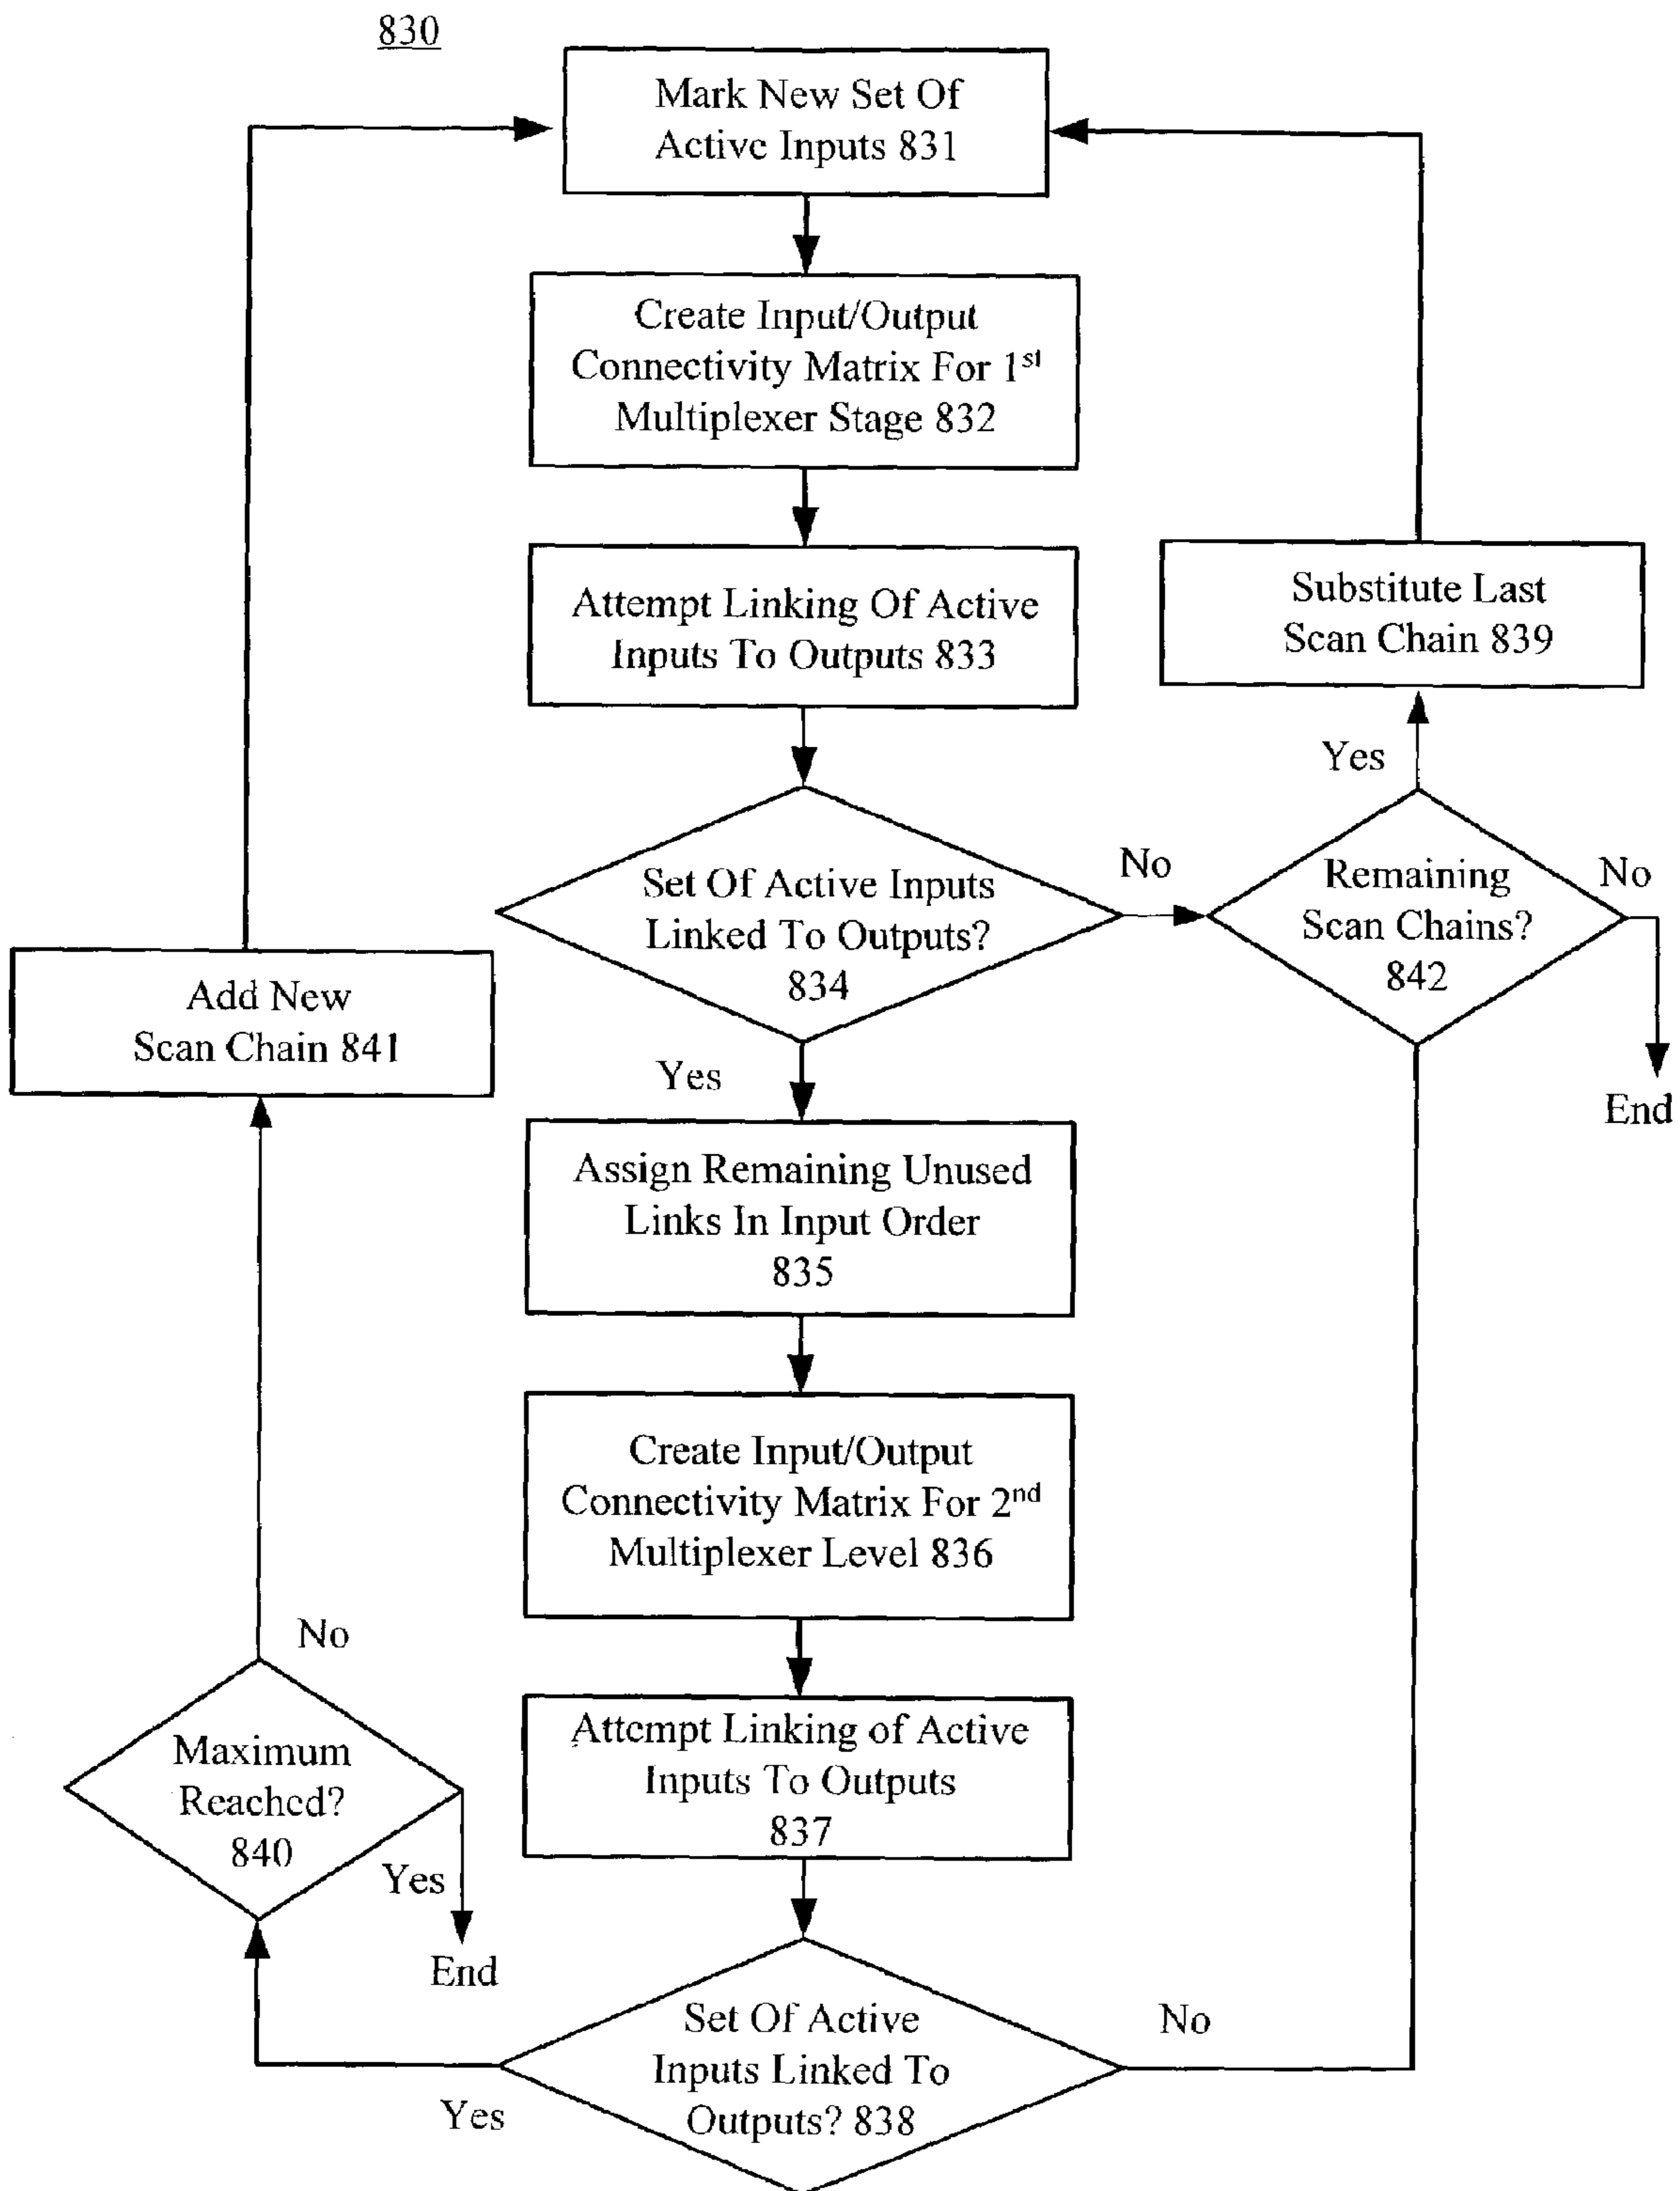 830
Mark New Set Of
Active Inputs 831
Create Input/Output
Connectivity Matrix For 1st
Multiplexer Stage 832
Attempt Linking Of Active
Inputs To Outputs 833
Substitute Last
Scan Chain 839
Yes
Set Of Active Inputs
Linked To Outputs?
834
No
Remaining
Scan Chains?
842
No
End
Add New
Scan Chain 841
Yes
Assign Remaining Unused
Links In Input Order
835
Create Input/Output
Connectivity Matrix For 2nd
Multiplexer Level 836
No
Maximum
Reached?
840
Yes
End
Attempt Linking of Active
Inputs To Outputs
837
Set Of Active
Inputs Linked To
Outputs? 838
No
Yes